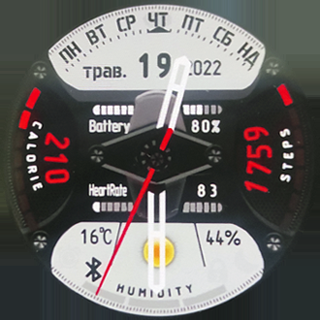 ПН ВТ СР ЧТ ПТ СБ НД
трав. 19 2022
Battery 80%
CALORIE 210
1759 STEPS
HeartRate 83
16°C 44%
HUMIDITY